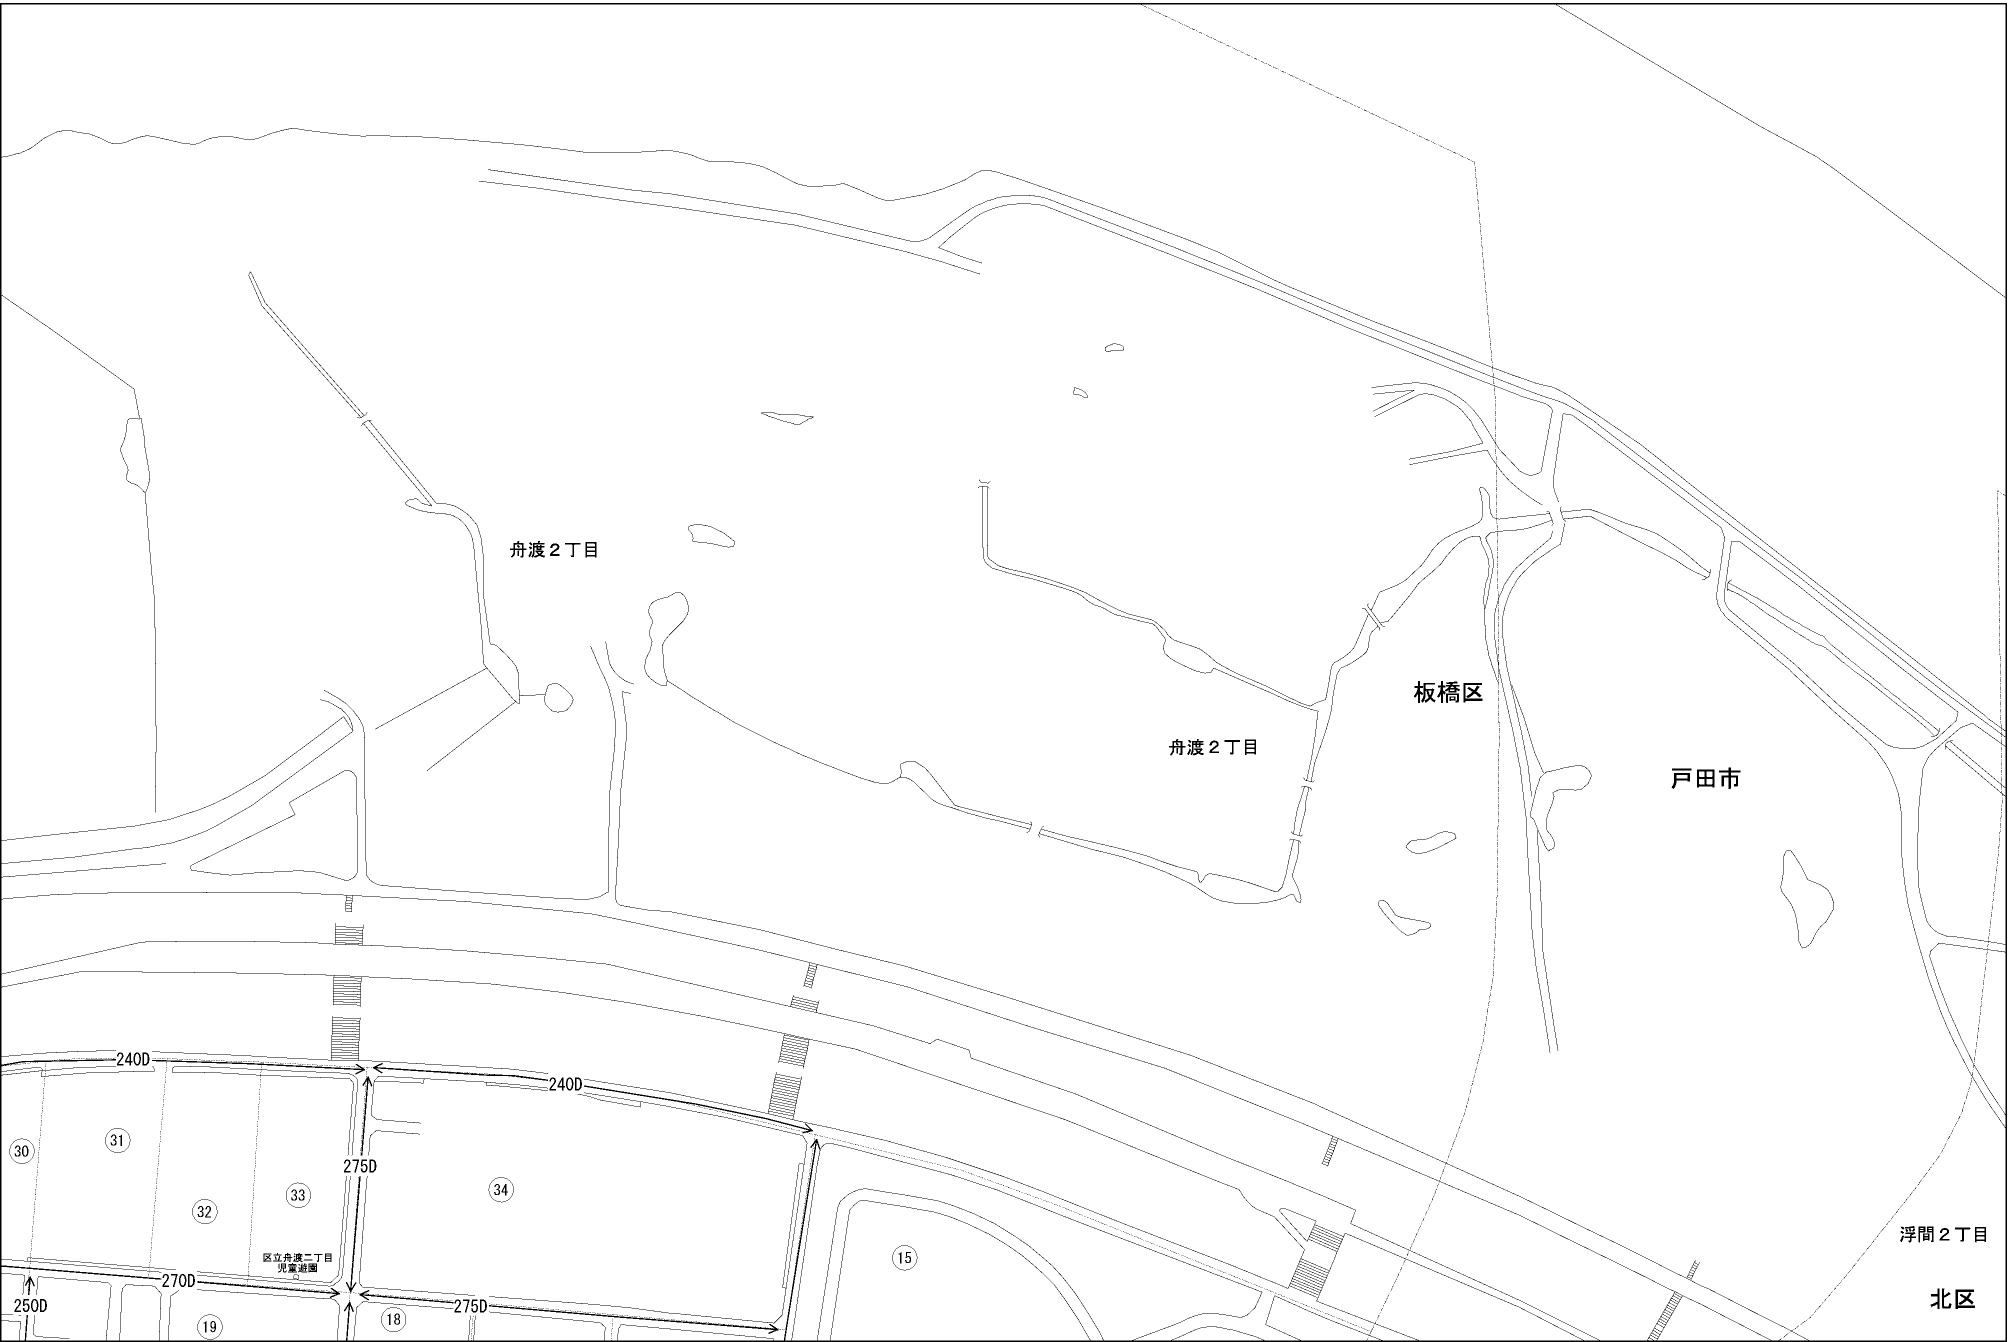 舟渡２丁目
板橋区
舟渡２丁目
戸田市
240D
240D
31
30
275D
34
33
32
浮間２丁目
区立舟渡二丁目
児童遊園
15
270D
北区
250D
275D
18
19